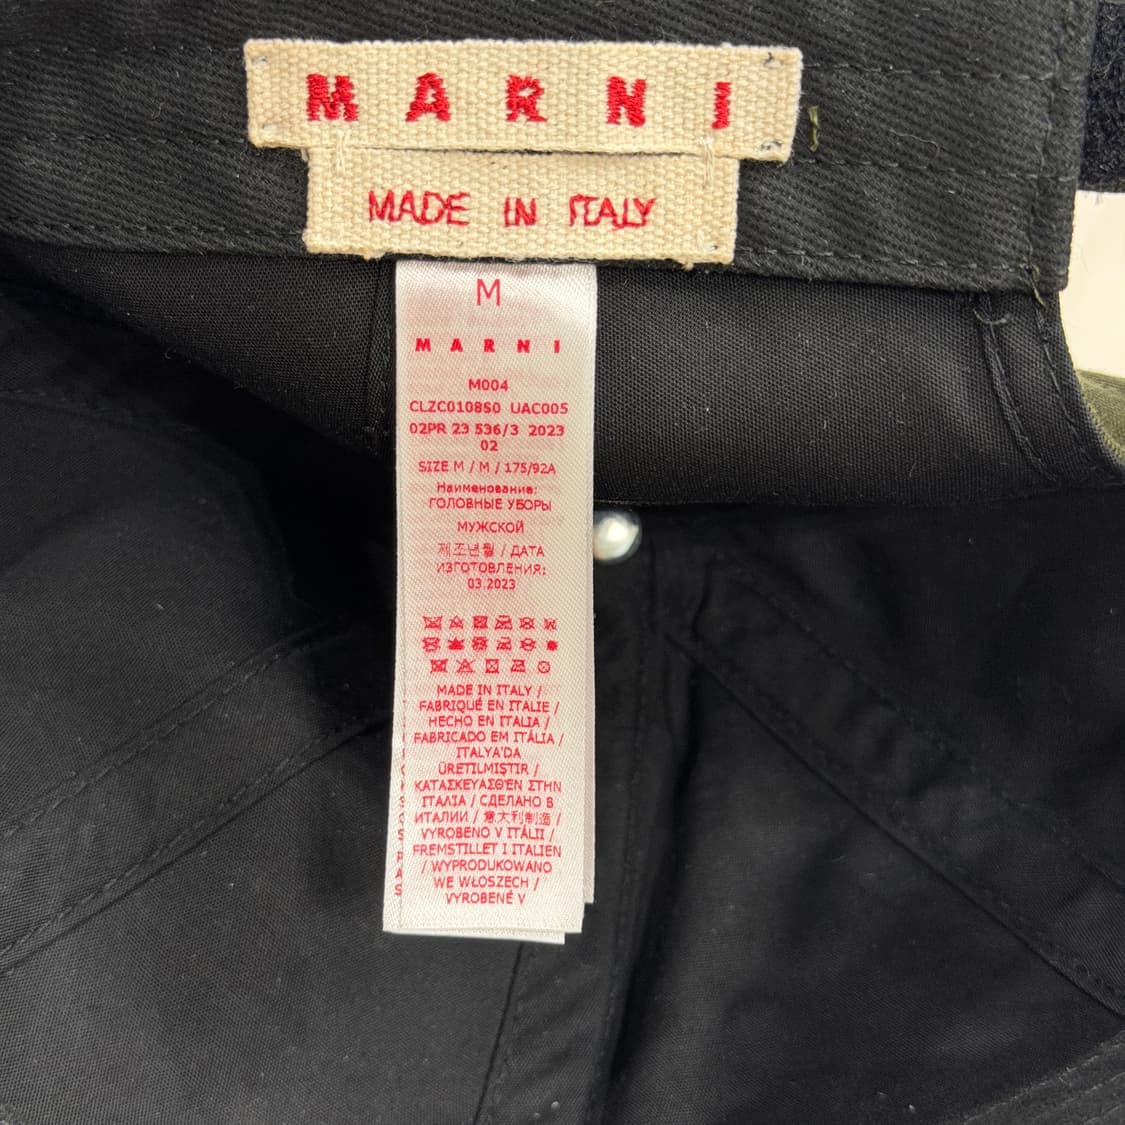 MARNI
MADE IN ITALY
M
MARNI
M004
CLZC0108S0 UAC005
02PR 23 536/3 2023
02
SIZE M / M / 175/92A
Наименование:
ГОЛОВНЫЕ УБОРЫ
МУЖСКОЙ
제조년월 / ДАТА
ИЗГОТОВЛЕНИЯ:
03.2023
MADE IN ITALY /
FABRIQUÉ EN ITALIE /
HECHO EN ITALIA /
FABRICADO EM ITÁLIA /
ITALYA'DA
ÜRETILMIŞTIR /
ΚΑΤΑΣΚΕΥΑΣΘΕΝ ΣΤΗΝ
ΙΤΑΛΙΑ / СДЕЛАНО В
ИТАЛИИ / 意大利制造 /
VYROBENO V ITÁLII /
FREMSTILLET I ITALIEN
/ WYPRODUKOWANO
WE WŁOSZECH /
VYROBENÉ V